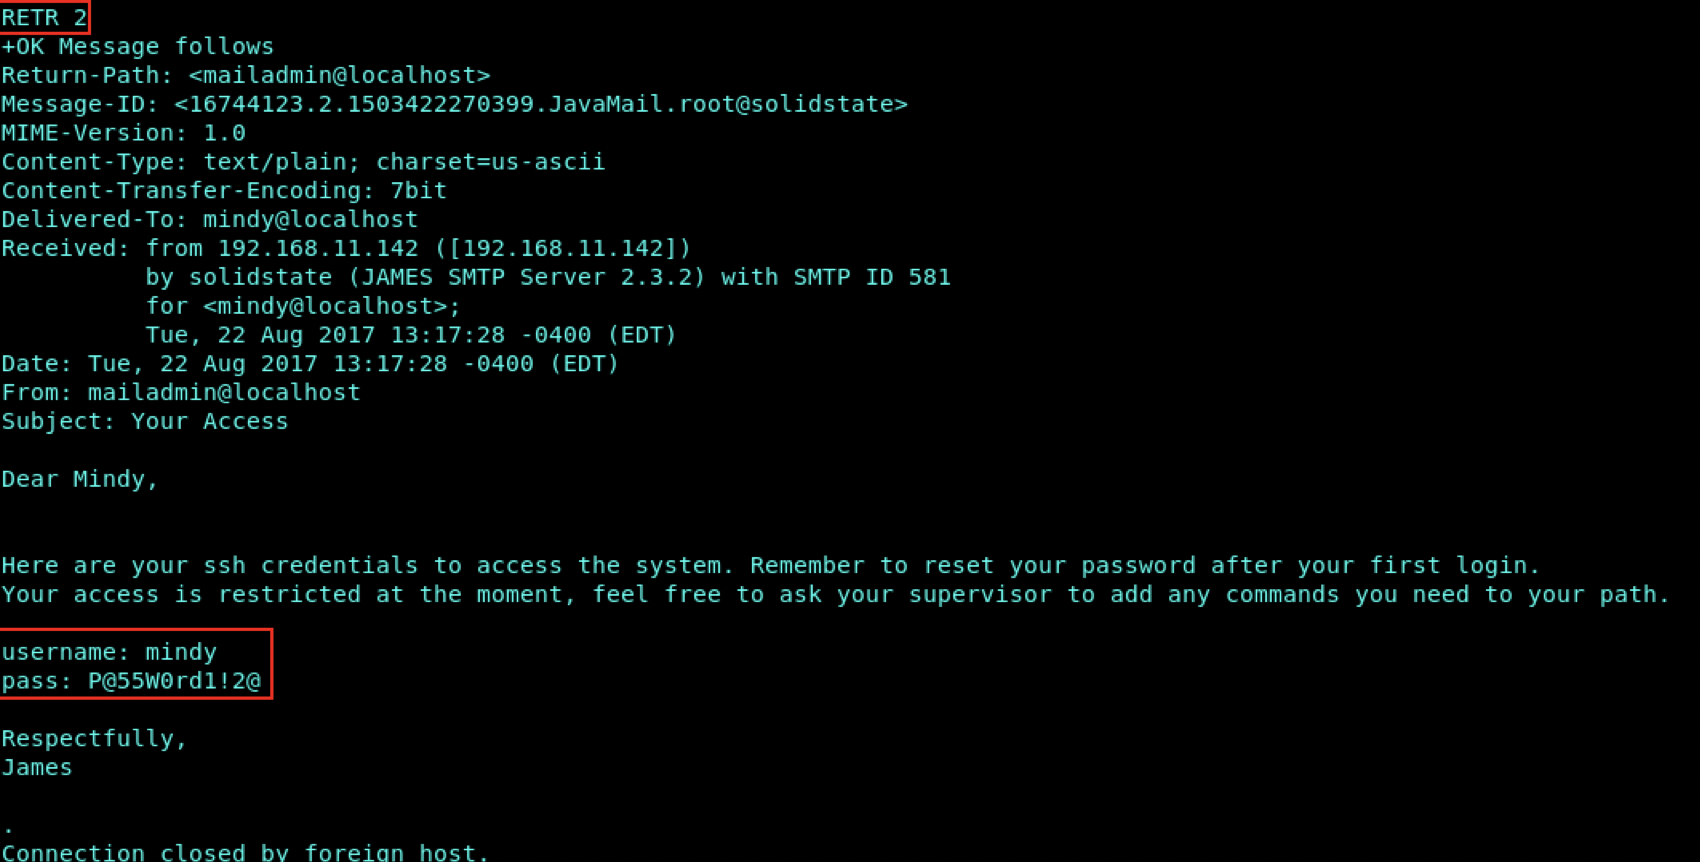 RETR 2
+OK Message follows
Return-Path: <mailadmin@localhost>
Message-ID: <16744123.2.1503422270399.JavaMail.root@solidstate>
MIME-Version: 1.0
Content-Type: text/plain; charset=us-ascii
Content-Transfer-Encoding: 7bit
Delivered-To: mindy@localhost
Received: from 192.168.11.142 ([192.168.11.142])
          by solidstate (JAMES SMTP Server 2.3.2) with SMTP ID 581
          for <mindy@localhost>;
          Tue, 22 Aug 2017 13:17:28 -0400 (EDT)
Date: Tue, 22 Aug 2017 13:17:28 -0400 (EDT)
From: mailadmin@localhost
Subject: Your Access

Dear Mindy,


Here are your ssh credentials to access the system. Remember to reset your password after your first login.
Your access is restricted at the moment, feel free to ask your supervisor to add any commands you need to your path.

username: mindy
pass: P@55W0rd1!2@

Respectfully,
James

.
Connection closed by foreign host.